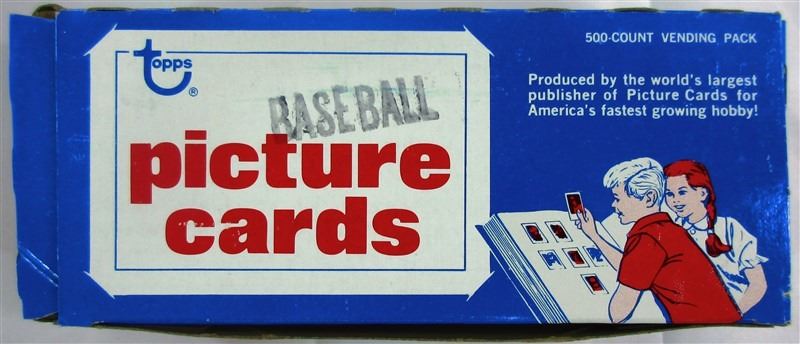 topps
®
BASEBALL
picture
cards
500-COUNT VENDING PACK
Produced by the world's largest
publisher of Picture Cards for
America's fastest growing hobby!